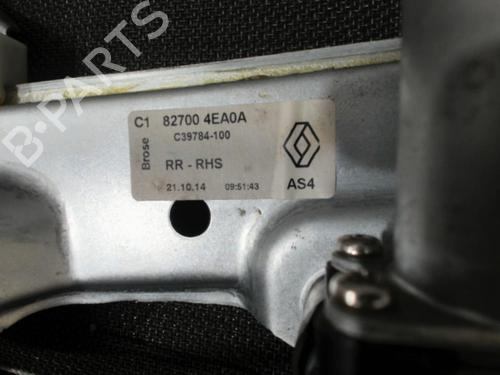 B-PARTS
C1 82700 4EA0A
C39784-100
Brose
RR - RHS
21.10.14 09:51:43
AS4